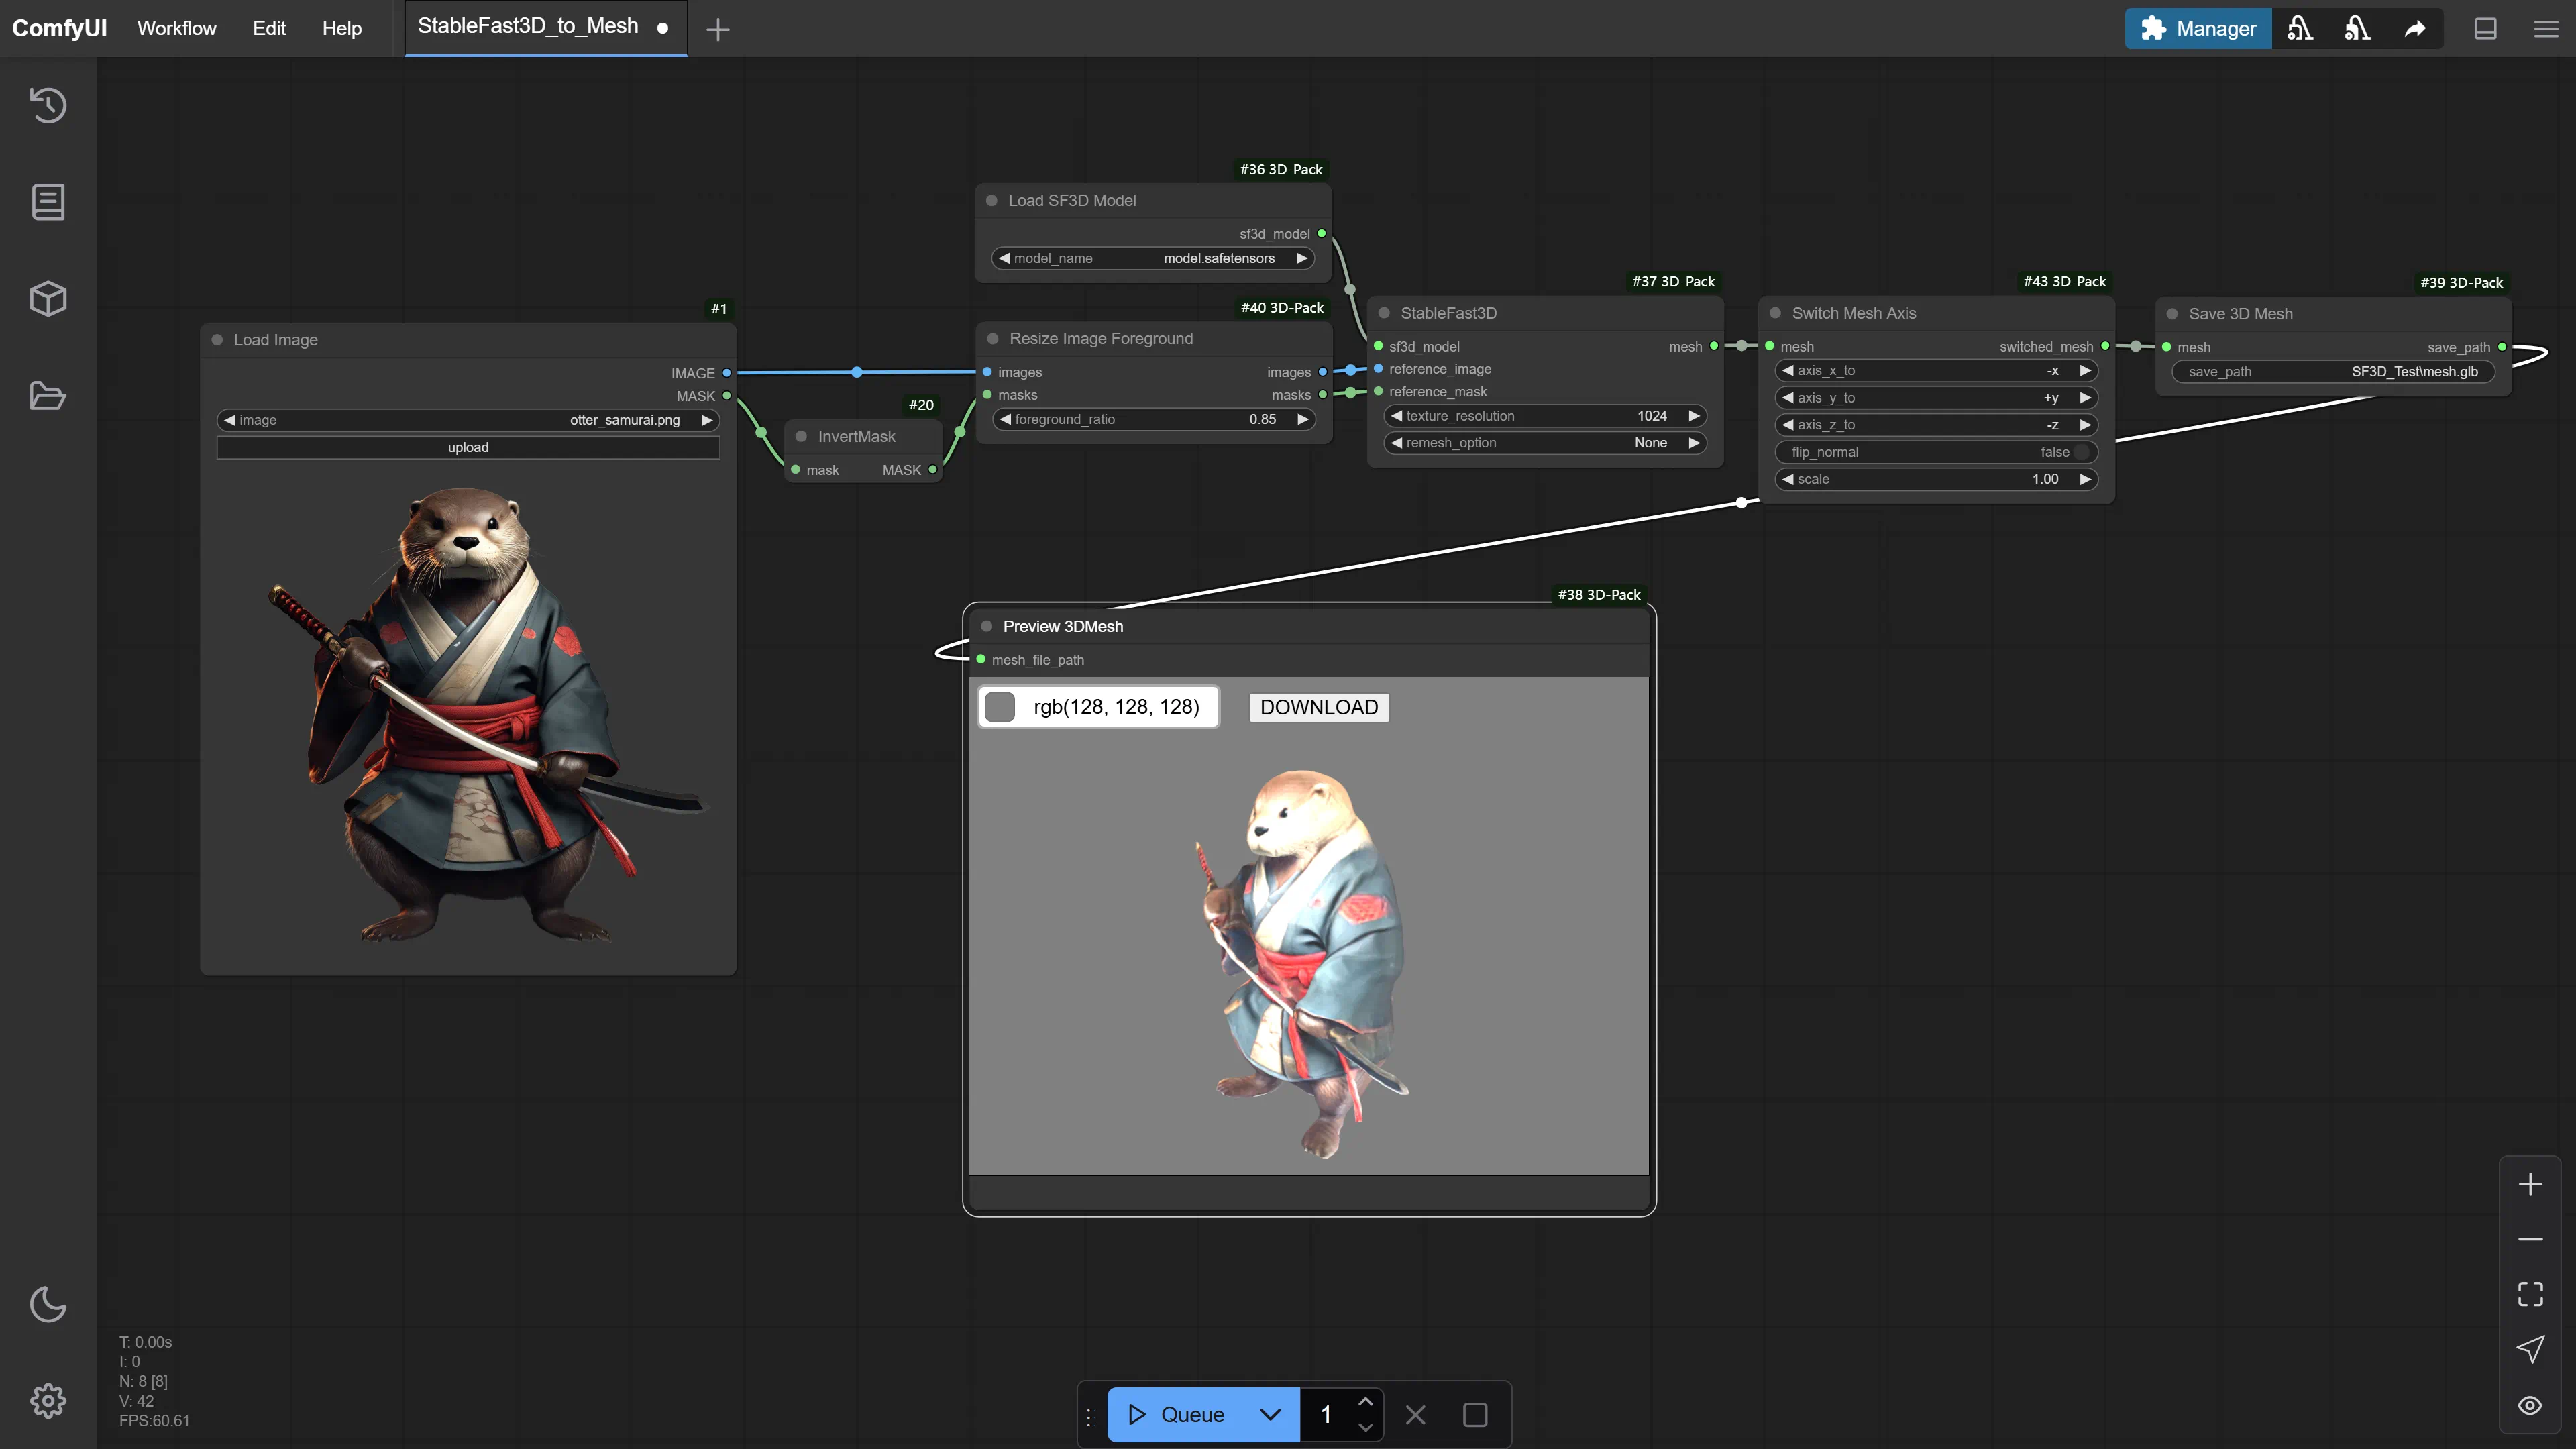 ComfyUI Workflow Edit Help StableFast3D_to_Mesh Manager
#36 3D-Pack
Load SF3D Model
sf3d_model
model_name model.safetensors
#1
Load Image
IMAGE
MASK
image otter_samurai.png
upload
#20
InvertMask
mask MASK
#40 3D-Pack
Resize Image Foreground
images images
masks masks
foreground_ratio 0.85
#37 3D-Pack
StableFast3D
sf3d_model mesh
reference_image
reference_mask
texture_resolution 1024
remesh_option None
#43 3D-Pack
Switch Mesh Axis
mesh switched_mesh
axis_x_to -x
axis_y_to +y
axis_z_to -z
flip_normal false
scale 1.00
#39 3D-Pack
Save 3D Mesh
mesh save_path
save_path SF3D_Test\mesh.glb
#38 3D-Pack
Preview 3DMesh
mesh_file_path
rgb(128, 128, 128) DOWNLOAD
T: 0.00s
I: 0
N: 8 [8]
V: 42
FPS:60.61
Queue 1